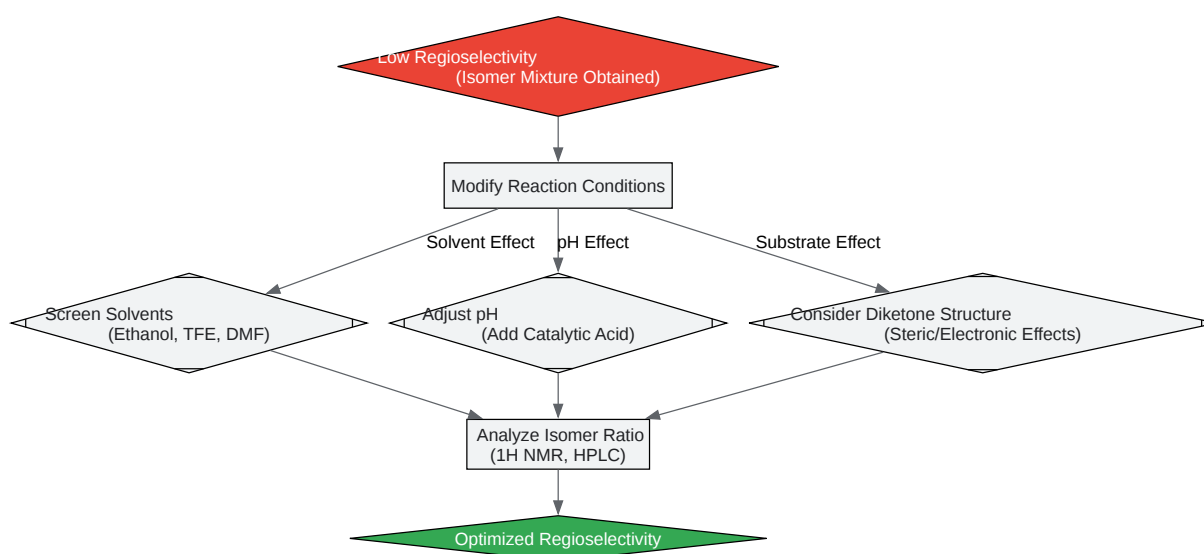 Low Regioselectivity
(Isomer Mixture Obtained)
Modify Reaction Conditions
Solvent Effect
pH Effect
Substrate Effect
Screen Solvents
(Ethanol, TFE, DMF)
Adjust pH
(Add Catalytic Acid)
Consider Diketone Structure
(Steric/Electronic Effects)
Analyze Isomer Ratio
(1H NMR, HPLC)
Optimized Regioselectivity